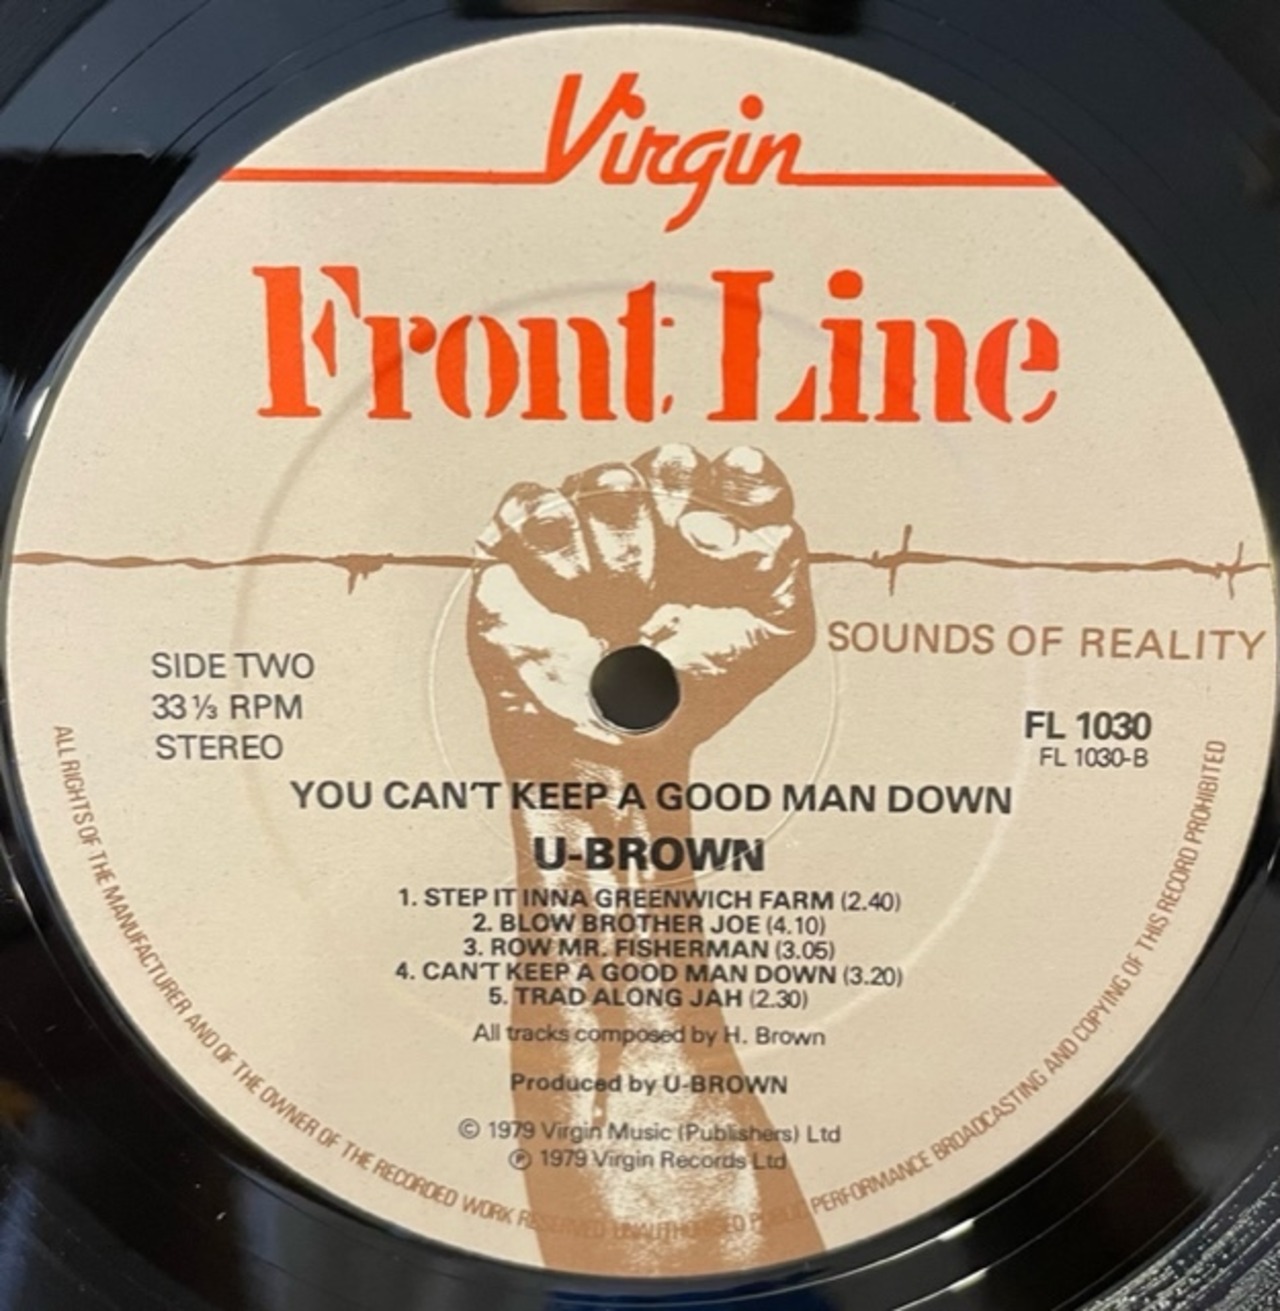 Virgin
Front Line
SOUNDS OF REALITY
SIDE TWO
33⅓ RPM
STEREO
FL 1030
FL 1030-B
YOU CAN'T KEEP A GOOD MAN DOWN
U-BROWN
1. STEP IT INNA GREENWICH FARM (2.40)
2. BLOW BROTHER JOE (4.10)
3. ROW MR. FISHERMAN (3.05)
4. CAN'T KEEP A GOOD MAN DOWN (3.20)
5. TRAD ALONG JAH (2.30)
All tracks composed by H. Brown
Produced by U-BROWN
© 1979 Virgin Music (Publishers) Ltd
℗ 1979 Virgin Records Ltd
ALL RIGHTS OF THE MANUFACTURER AND OF THE OWNER OF THE RECORDED WORK RESERVED UNAUTHORISED PUBLIC PERFORMANCE BROADCASTING AND COPYING OF THIS RECORD PROHIBITED